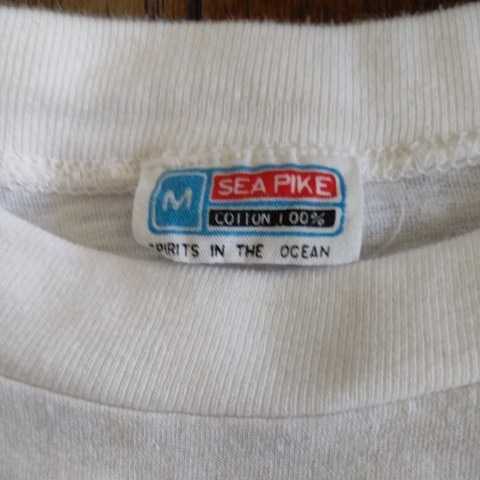 M
SEA PIKE
COTTON 100%
SPIRITS IN THE OCEAN